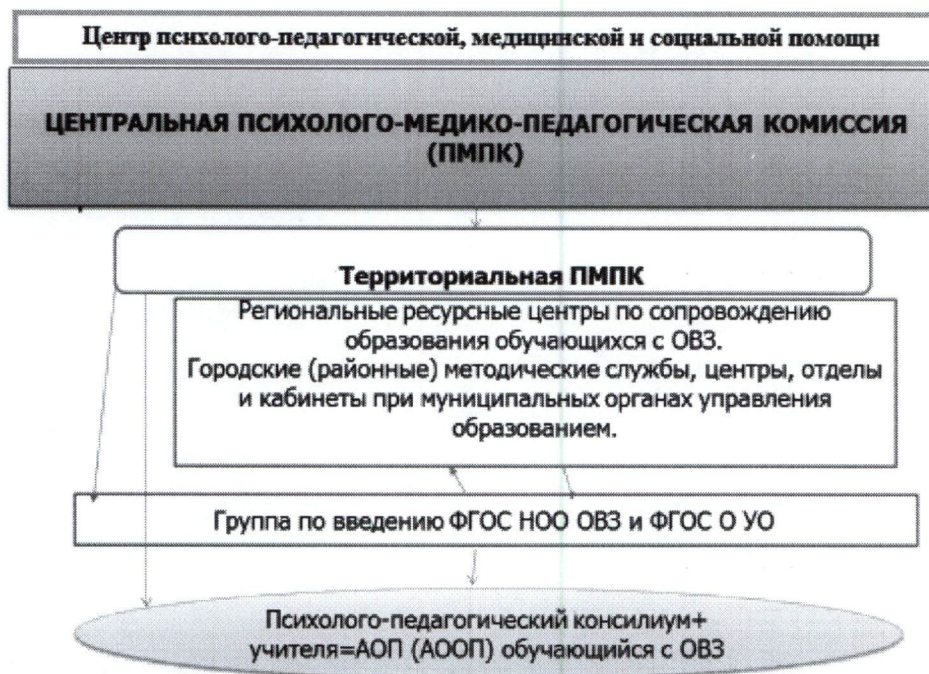 Центр психолого-педагогической, медицинской и социальной помощи
ЦЕНТРАЛЬНАЯ ПСИХОЛОГО-МЕДИКО-ПЕДАГОГИЧЕСКАЯ КОМИССИЯ
(ПМПК)
Территориальная ПМПК
Региональные ресурсные центры по сопровождению
образования обучающихся с ОВЗ.
Городские (районные) методические службы, центры, отделы
и кабинеты при муниципальных органах управления
образованием.
Группа по введению ФГОС НОО ОВЗ и ФГОС О УО
Психолого-педагогический консилиум+
учителя=АОП (АООП) обучающийся с ОВЗ